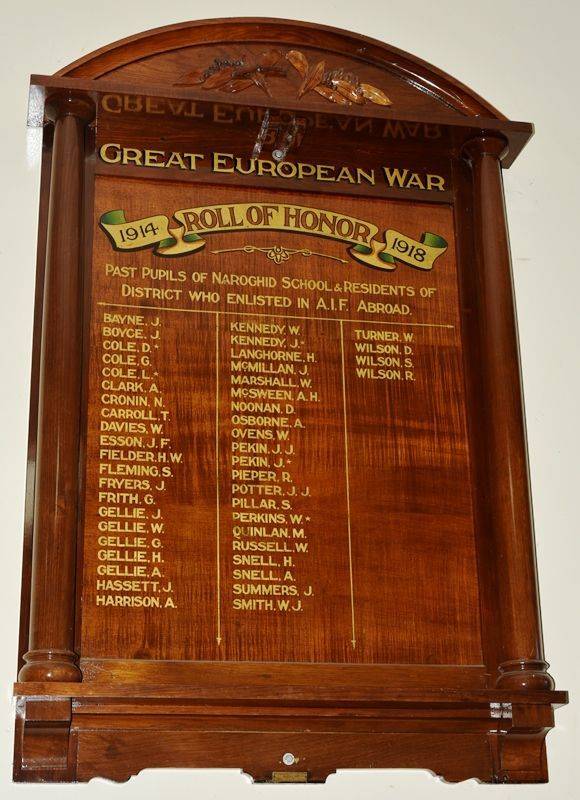 GREAT EUROPEAN WAR
1914 ROLL OF HONOR 1918
PAST PUPILS OF NAROGHID SCHOOL & RESIDENTS OF
DISTRICT WHO ENLISTED IN A.I.F. ABROAD.
BAYNE, J.
BOYCE, J.
COLE, D.*
COLE, G.
COLE, L.*
CLARK, A.
CRONIN, N.
CARROLL, T.
DAVIES, W.
ESSON, J. F.
FIELDER, H.W.
FLEMING, S.
FRYERS, J.
FRITH, G.
GELLIE, J.
GELLIE, W.
GELLIE, G.
GELLIE, H.
GELLIE, A.
HASSETT, J.
HARRISON, A.
KENNEDY, W.
KENNEDY, J.*
LANGHORNE, H.
McMILLAN, J.
MARSHALL, W.
McSWEEN, A.H.
NOONAN, D.
OSBORNE, A.
OVENS, W.
PEKIN, J.J.
PEKIN, J.*
PIEPER, R.
POTTER, J. J.
PILLAR, S.
PERKINS, W.*
QUINLAN, M.
RUSSELL, W.
SNELL, H.
SNELL, A.
SUMMERS, J.
SMITH, W.J.
TURNER, W.
WILSON, D.
WILSON, S.
WILSON, R.